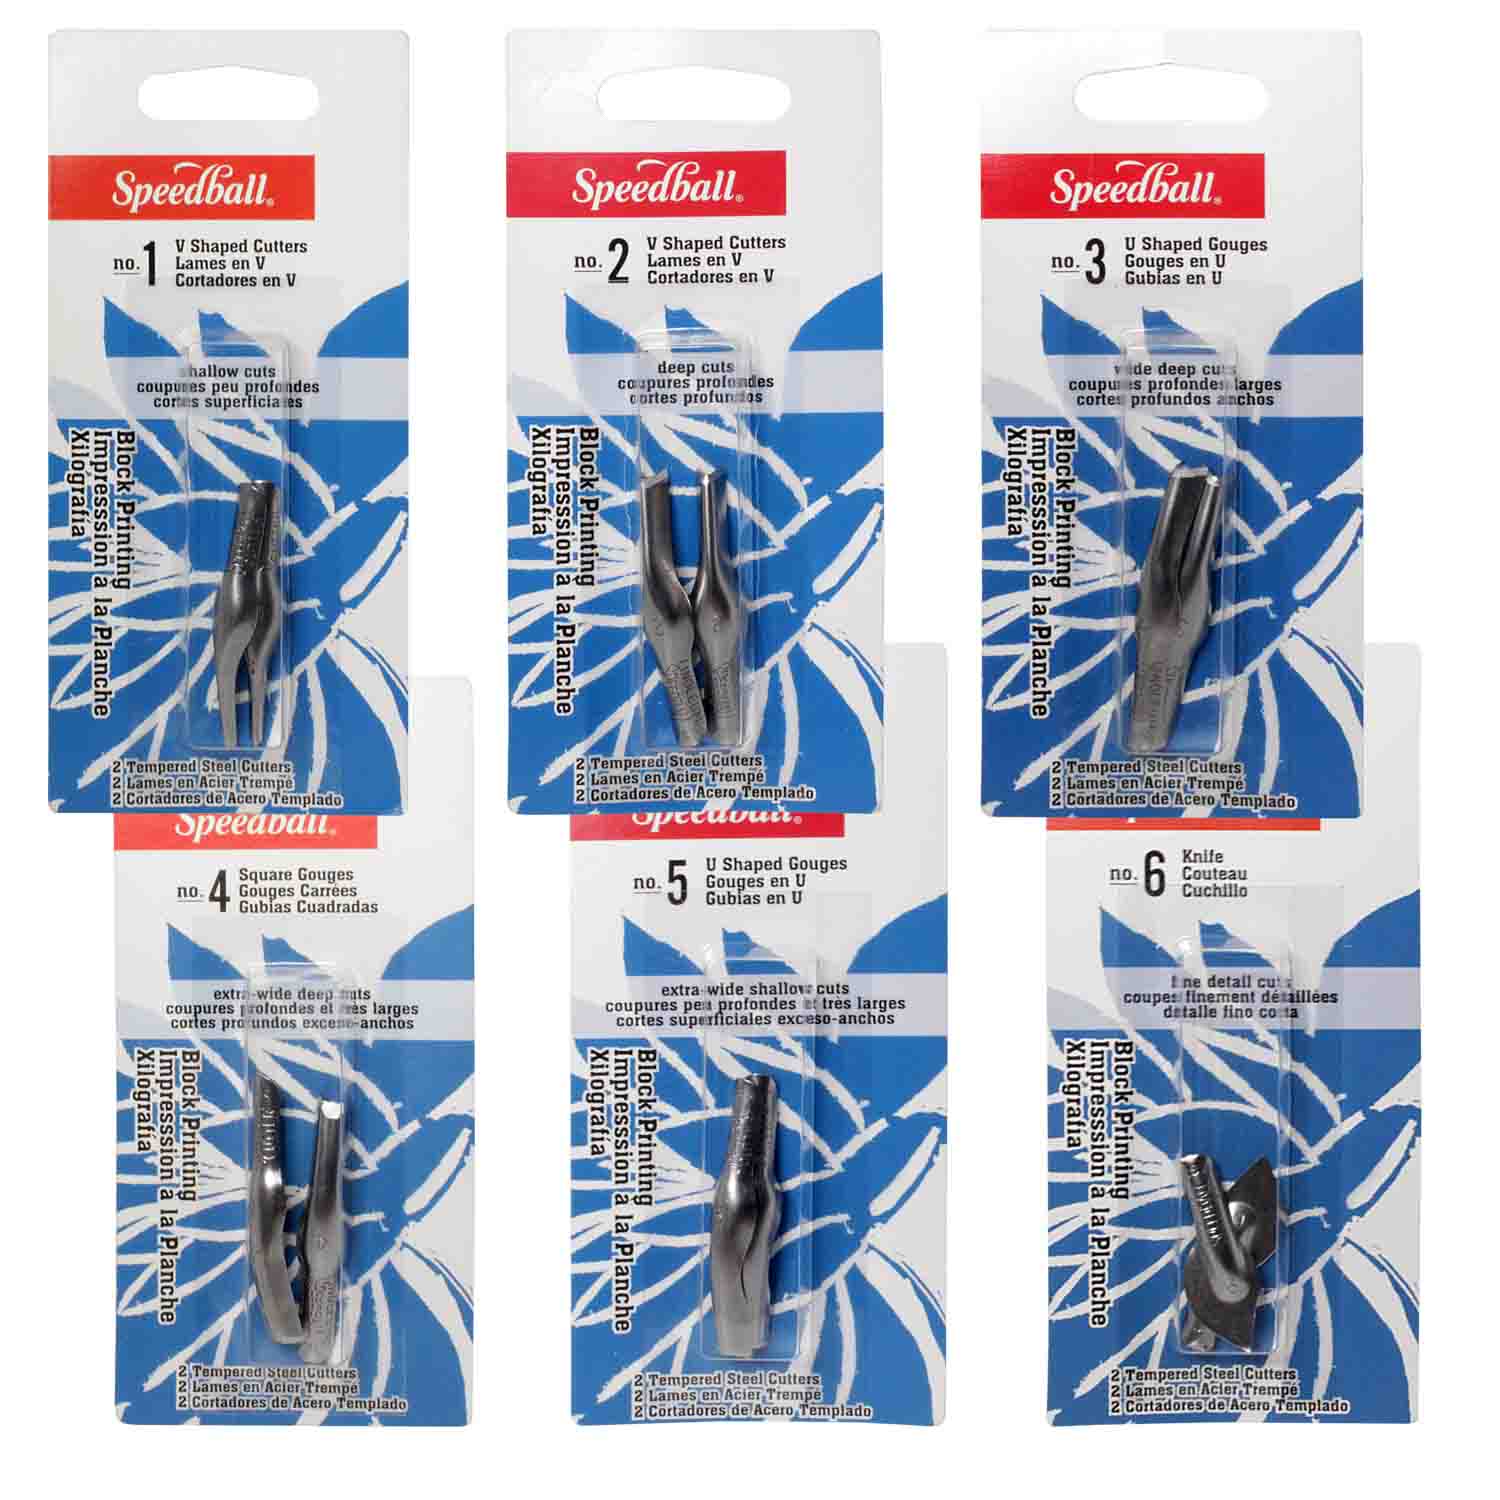 Speedball®
no. 1
V Shaped Cutters
Lames en V
Cortadores en V
shallow cuts
coupures peu profondes
cortes superficiales
Block Printing
Impresssion à la Planche
Xilógrafía
2 Tempered Steel Cutters
2 Lames en Acier Trempé
2 Cortadores de Acero Templado
Speedball®
no. 2
V Shaped Cutters
Lames en V
Cortadores en V
deep cuts
coupures profondes
cortes profundos
Block Printing
Impresssion à la Planche
Xilógrafía
2 Tempered Steel Cutters
2 Lames en Acier Trempé
2 Cortadores de Acero Templado
Speedball®
no. 3
U Shaped Gouges
Gouges en U
Gubias en U
wide deep cuts
coupures profondes larges
cortes profundos anchos
Block Printing
Impresssion à la Planche
Xilógrafía
2 Tempered Steel Cutters
2 Lames en Acier Trempé
2 Cortadores de Acero Templado
Speedball®
no. 4
Square Gouges
Gouges Carrées
Gubias Cuadradas
extra-wide deep cuts
coupures profondes et très larges
cortes profundos exceso-anchos
Block Printing
Impresssion à la Planche
Xilógrafía
2 Tempered Steel Cutters
2 Lames en Acier Trempé
2 Cortadores de Acero Templado
Speedball®
no. 5
U Shaped Gouges
Gouges en U
Gubias en U
extra-wide shallow cuts
coupures peu profondes et très larges
cortes superficiales exceso-anchos
Block Printing
Impresssion à la Planche
Xilógrafía
2 Tempered Steel Cutters
2 Lames en Acier Trempé
2 Cortadores de Acero Templado
no. 6
Knife
Couteau
Cuchillo
fine detail cuts
coupes finement détaillées
detalle fino corta
Block Printing
Impresssion à la Planche
Xilógrafía
2 Tempered Steel Cutters
2 Lames en Acier Trempé
2 Cortadores de Acero Templado